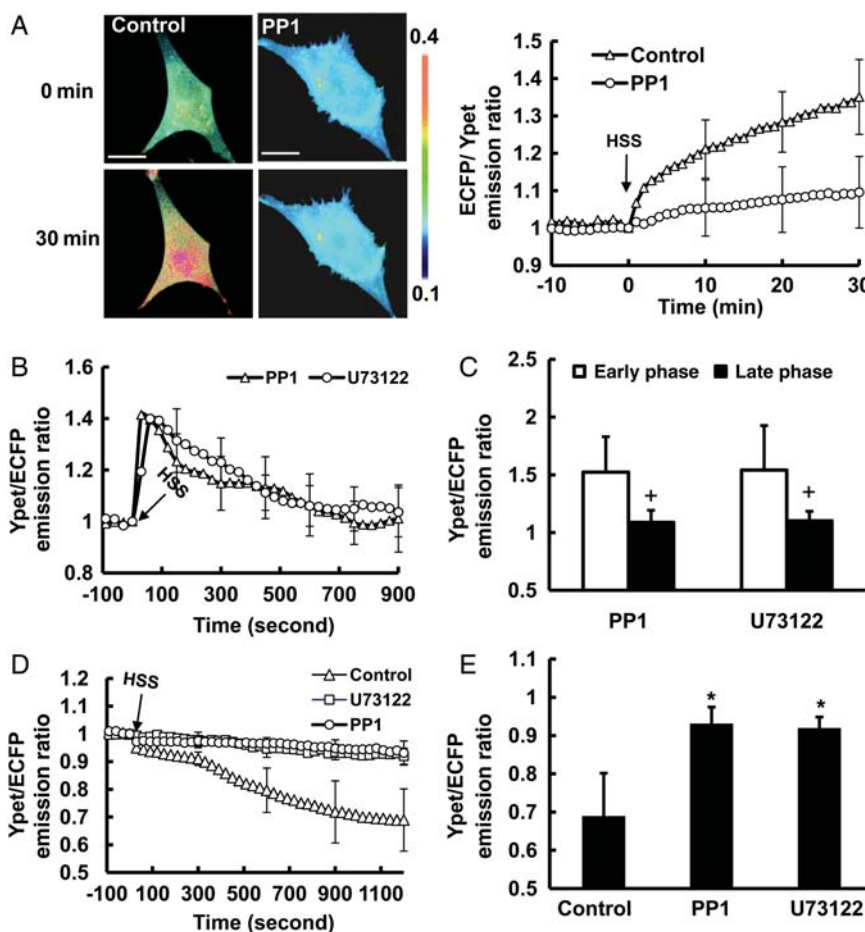 A
Control
PP1
0 min
30 min
0.4
0.1
ECFP/ Ypet
emission ratio
1.5
1.4
1.3
1.2
1.1
1
0.9
Control
PP1
HSS
-10
0
10
20
30
Time (min)
B
Ypet/ECFP
emission ratio
1.6
1.4
1.2
1
0.8
PP1
U73122
HSS
-100
100
300
500
700
900
Time (second)
C
Ypet/ECFP
emission ratio
2.5
2
1.5
1
0.5
Early phase
Late phase
+
+
PP1
U73122
D
Ypet/ECFP
emission ratio
1.2
1.1
1
0.9
0.8
0.7
0.6
0.5
HSS
Control
U73122
PP1
-100
100
300
500
700
900
1100
Time (second)
E
Ypet/ECFP
emission ratio
1.1
1
0.9
0.8
0.7
0.6
0.5
*
*
Control
PP1
U73122